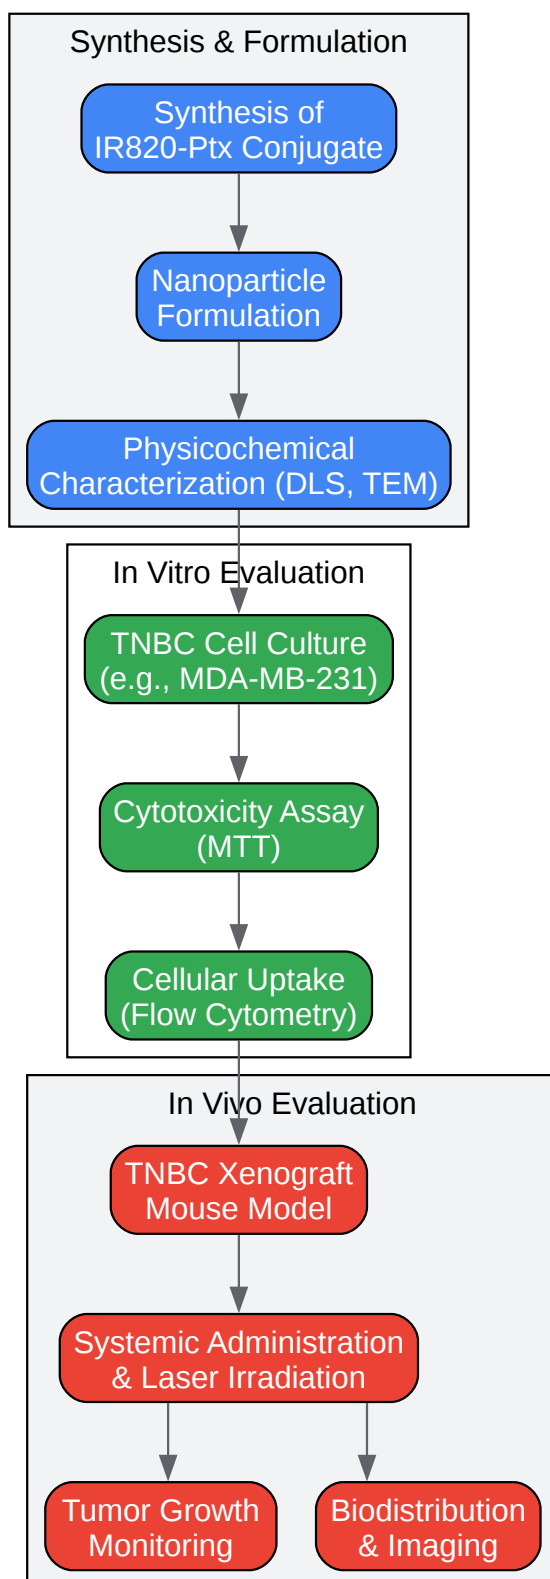 Synthesis & Formulation
Synthesis of
IR820-Ptx Conjugate
Nanoparticle
Formulation
Physicochemical
Characterization (DLS, TEM)
In Vitro Evaluation
TNBC Cell Culture
(e.g., MDA-MB-231)
Cytotoxicity Assay
(MTT)
Cellular Uptake
(Flow Cytometry)
In Vivo Evaluation
TNBC Xenograft
Mouse Model
Systemic Administration
& Laser Irradiation
Tumor Growth
Monitoring
Biodistribution
& Imaging